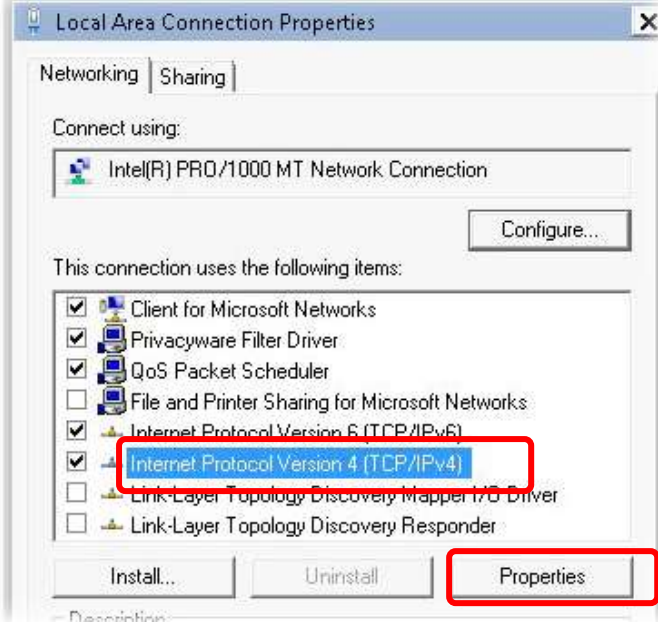 Local Area Connection Properties
Networking
Sharing
Connect using:
Intel(R) PRO/1000 MT Network Connection
Configure...
This connection uses the following items:
Client for Microsoft Networks
Privacyware Filter Driver
QoS Packet Scheduler
File and Printer Sharing for Microsoft Networks
Internet Protocol Version 6 (TCP/IPv6)
Internet Protocol Version 4 (TCP/IPv4)
Link-Layer Topology Discovery Mapper I/O Driver
Link-Layer Topology Discovery Responder
Install...
Uninstall
Properties
Description